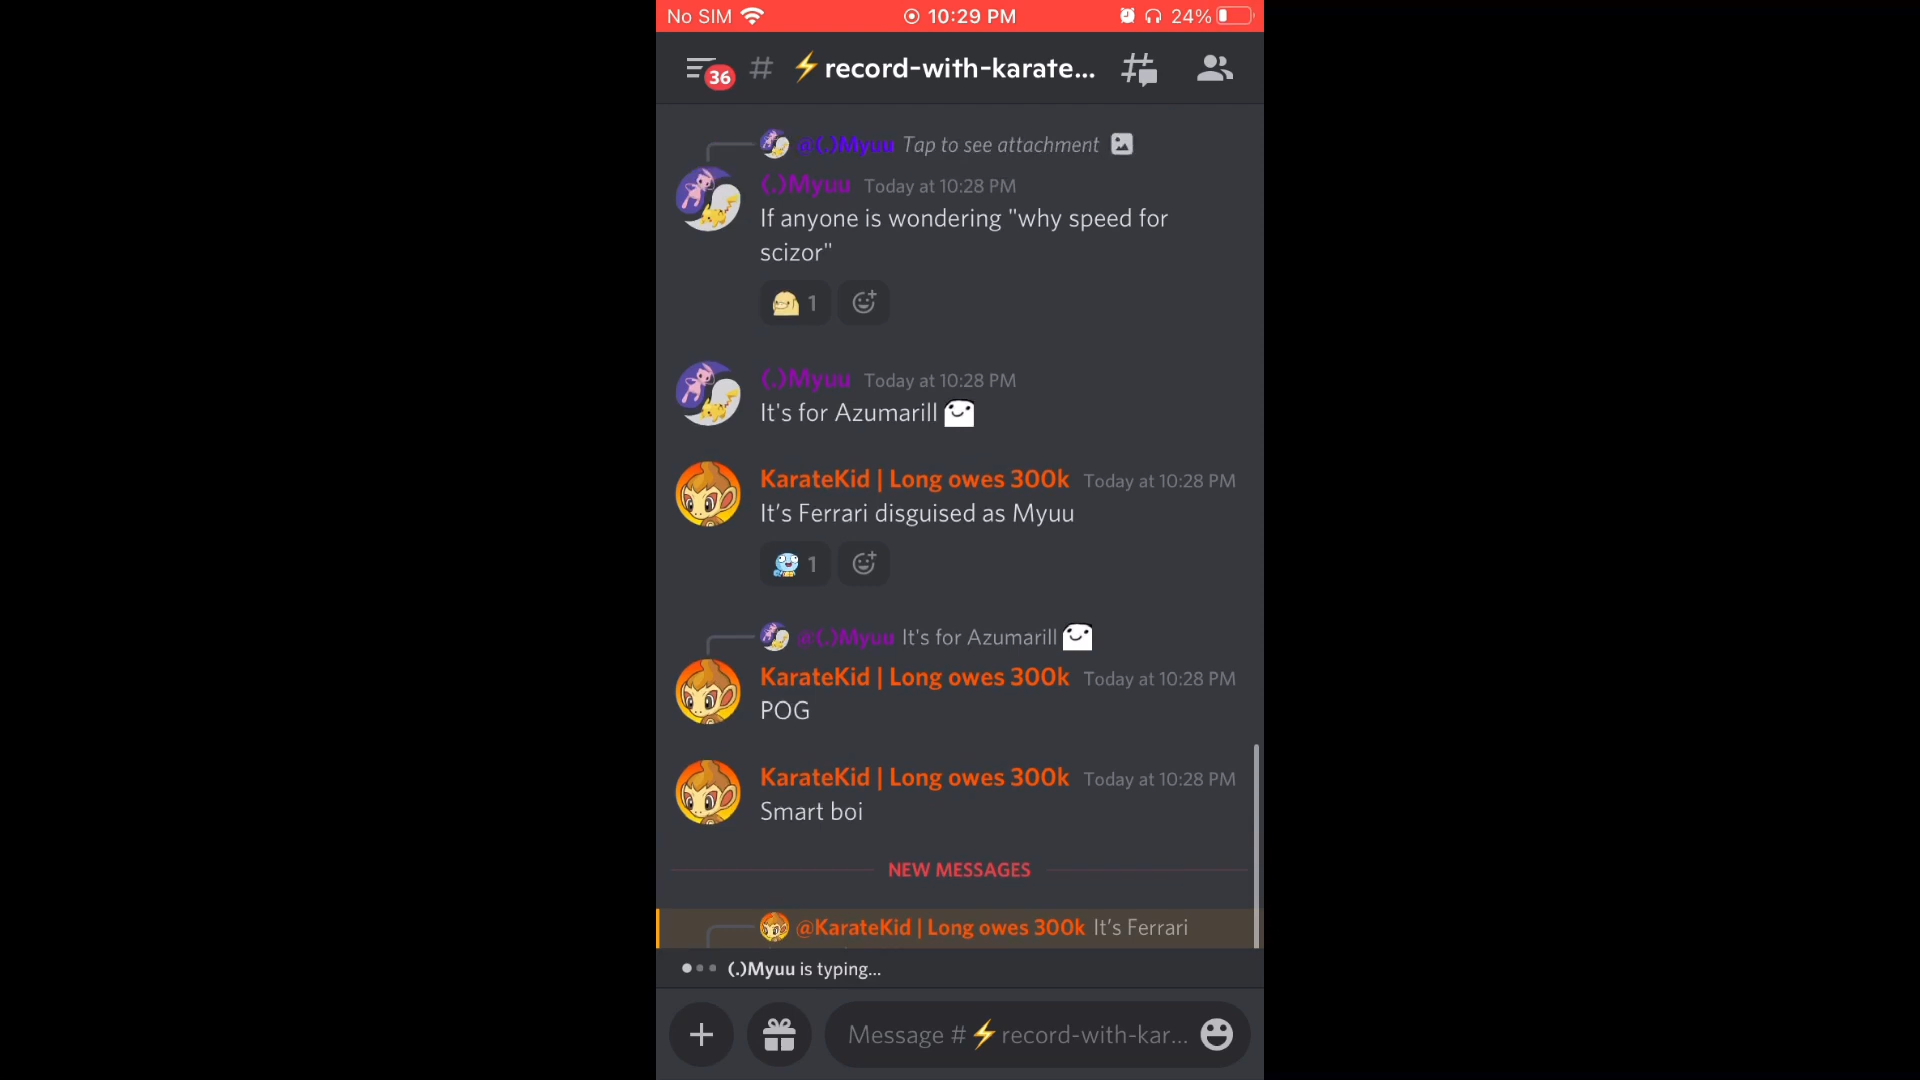 No SIM 10:29 PM 24%
36 # ⚡record-with-karate...
@(.)Myuu Tap to see attachment
(.)Myuu Today at 10:28 PM
If anyone is wondering "why speed for
scizor"
1
(.)Myuu Today at 10:28 PM
It's for Azumarill
KarateKid | Long owes 300k Today at 10:28 PM
It’s Ferrari disguised as Myuu
1
@(.)Myuu It's for Azumarill
KarateKid | Long owes 300k Today at 10:28 PM
POG
KarateKid | Long owes 300k Today at 10:28 PM
Smart boi
NEW MESSAGES
@KarateKid | Long owes 300k It’s Ferrari
(.)Myuu is typing...
Message #⚡record-with-kar...